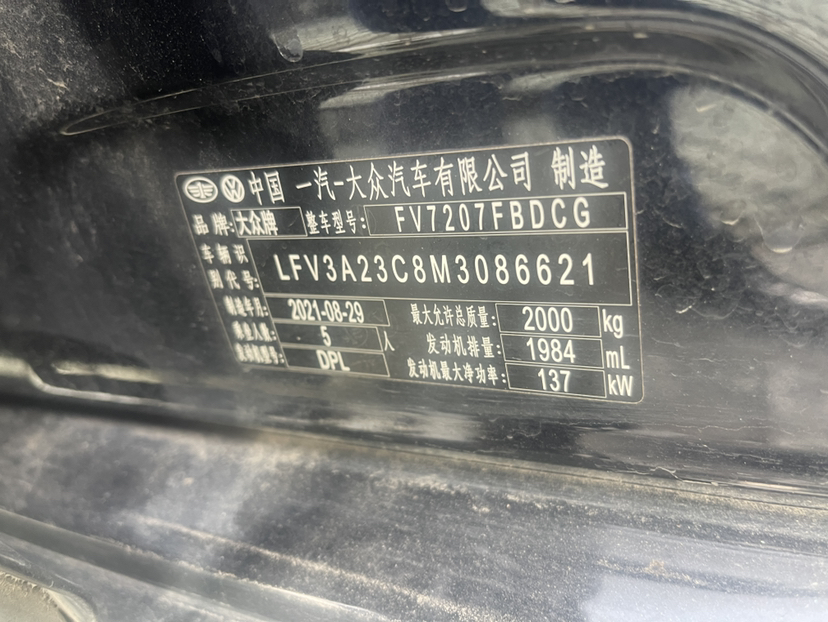 中国 一汽-大众汽车有限公司 制造
品牌: 大众牌 整车型号: FV7207FBDCG
车辆识别代号: LFV3A23C8M3086621
制造年月: 2021-08-29 最大允许总质量: 2000 kg
乘坐人数: 5 人 发动机排量: 1984 mL
发动机型号: DPL 发动机最大净功率: 137 kW